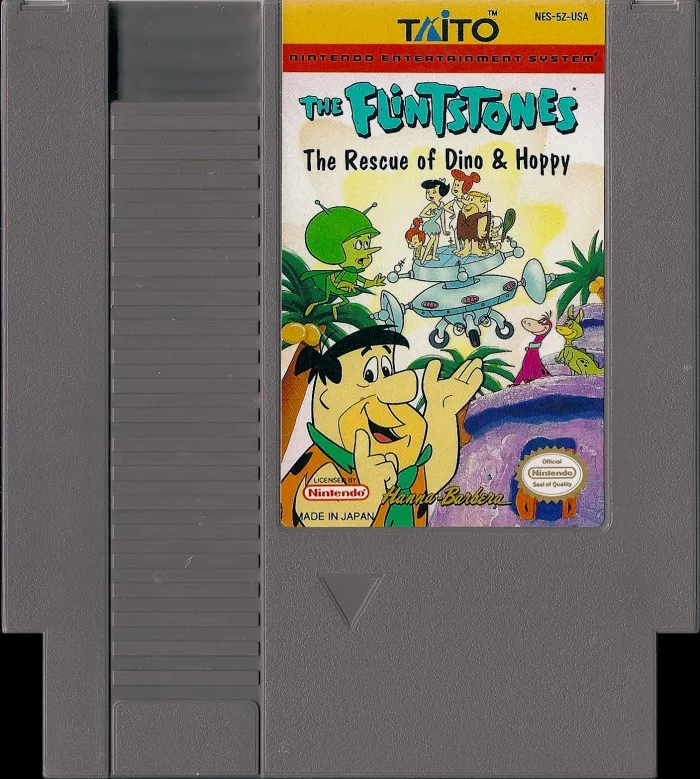 TAITO™
NES-5Z-USA
NINTENDO ENTERTAINMENT SYSTEM®
THE FLINTSTONES®
The Rescue of Dino & Hoppy
Official
Nintendo
Seal of Quality
LICENSED BY
Nintendo
Hanna-Barbera
MADE IN JAPAN